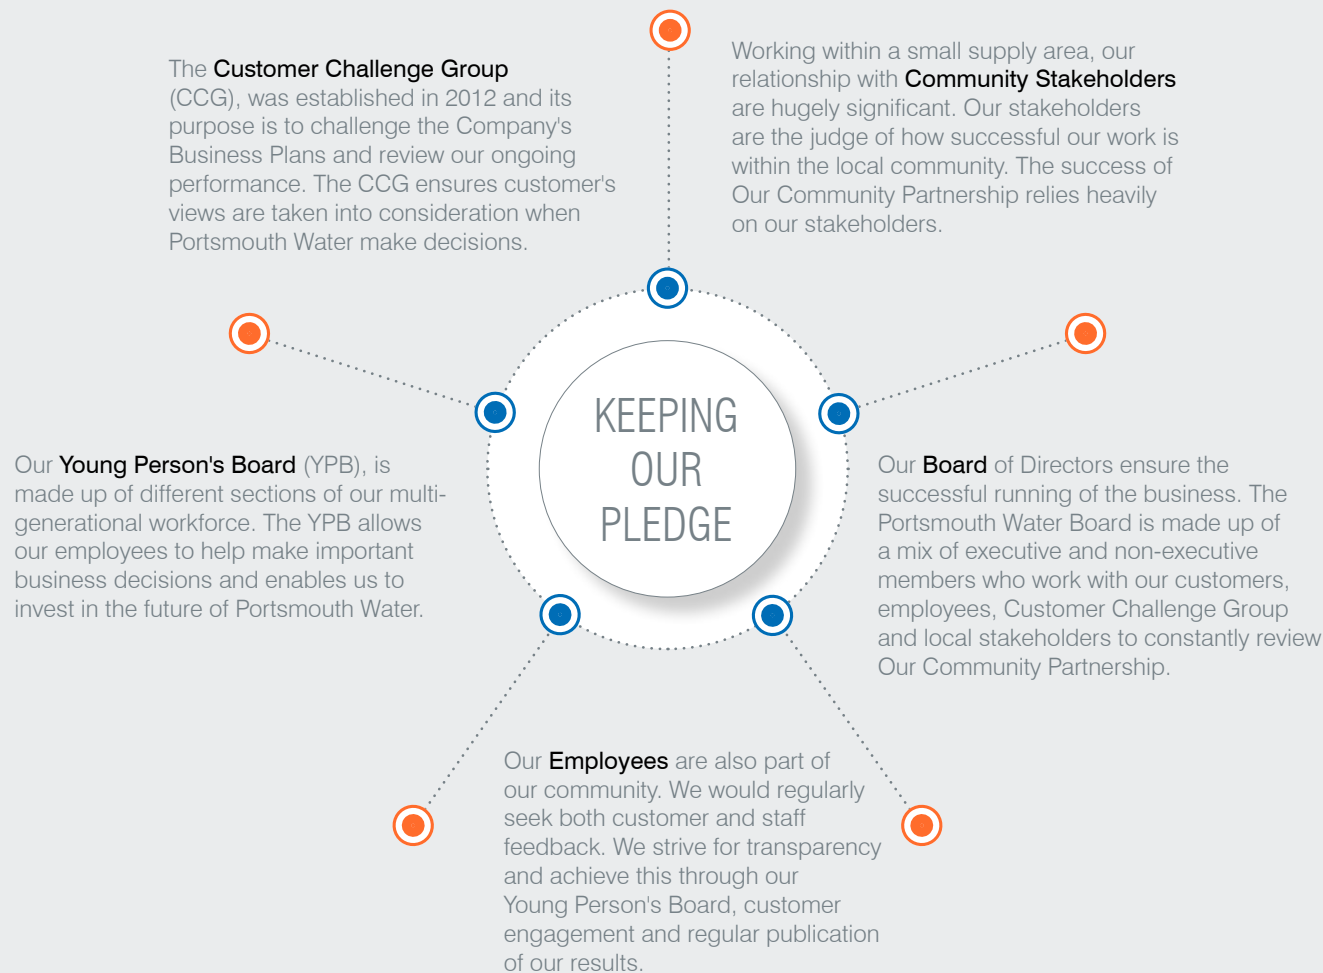 The Customer Challenge Group
(CCG), was established in 2012 and its
purpose is to challenge the Company's
Business Plans and review our ongoing
performance. The CCG ensures customer's
views are taken into consideration when
Portsmouth Water make decisions.
Working within a small supply area, our
relationship with Community Stakeholders
are hugely significant. Our stakeholders
are the judge of how successful our work is
within the local community. The success of
Our Community Partnership relies heavily
on our stakeholders.
KEEPING
OUR
PLEDGE
Our Young Person's Board (YPB), is
made up of different sections of our multi-
generational workforce. The YPB allows
our employees to help make important
business decisions and enables us to
invest in the future of Portsmouth Water.
Our Board of Directors ensure the
successful running of the business. The
Portsmouth Water Board is made up of
a mix of executive and non-executive
members who work with our customers,
employees, Customer Challenge Group
and local stakeholders to constantly review
Our Community Partnership.
Our Employees are also part of
our community. We would regularly
seek both customer and staff
feedback. We strive for transparency
and achieve this through our
Young Person's Board, customer
engagement and regular publication
of our results.